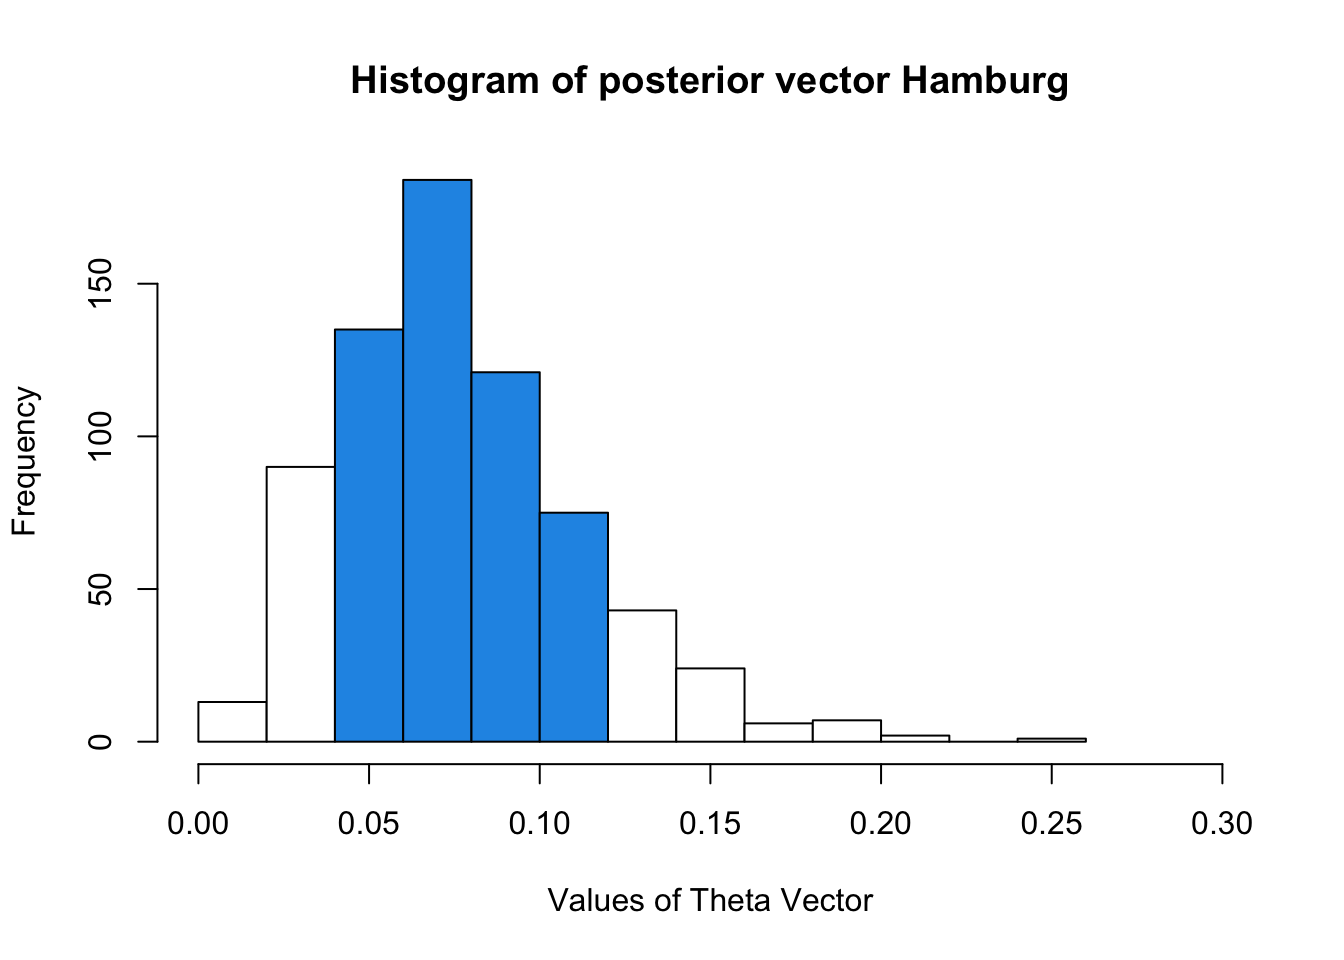 Histogram of posterior vector Hamburg
150
100
50
0
Frequency
0.00 0.05 0.10 0.15 0.20 0.25 0.30
Values of Theta Vector